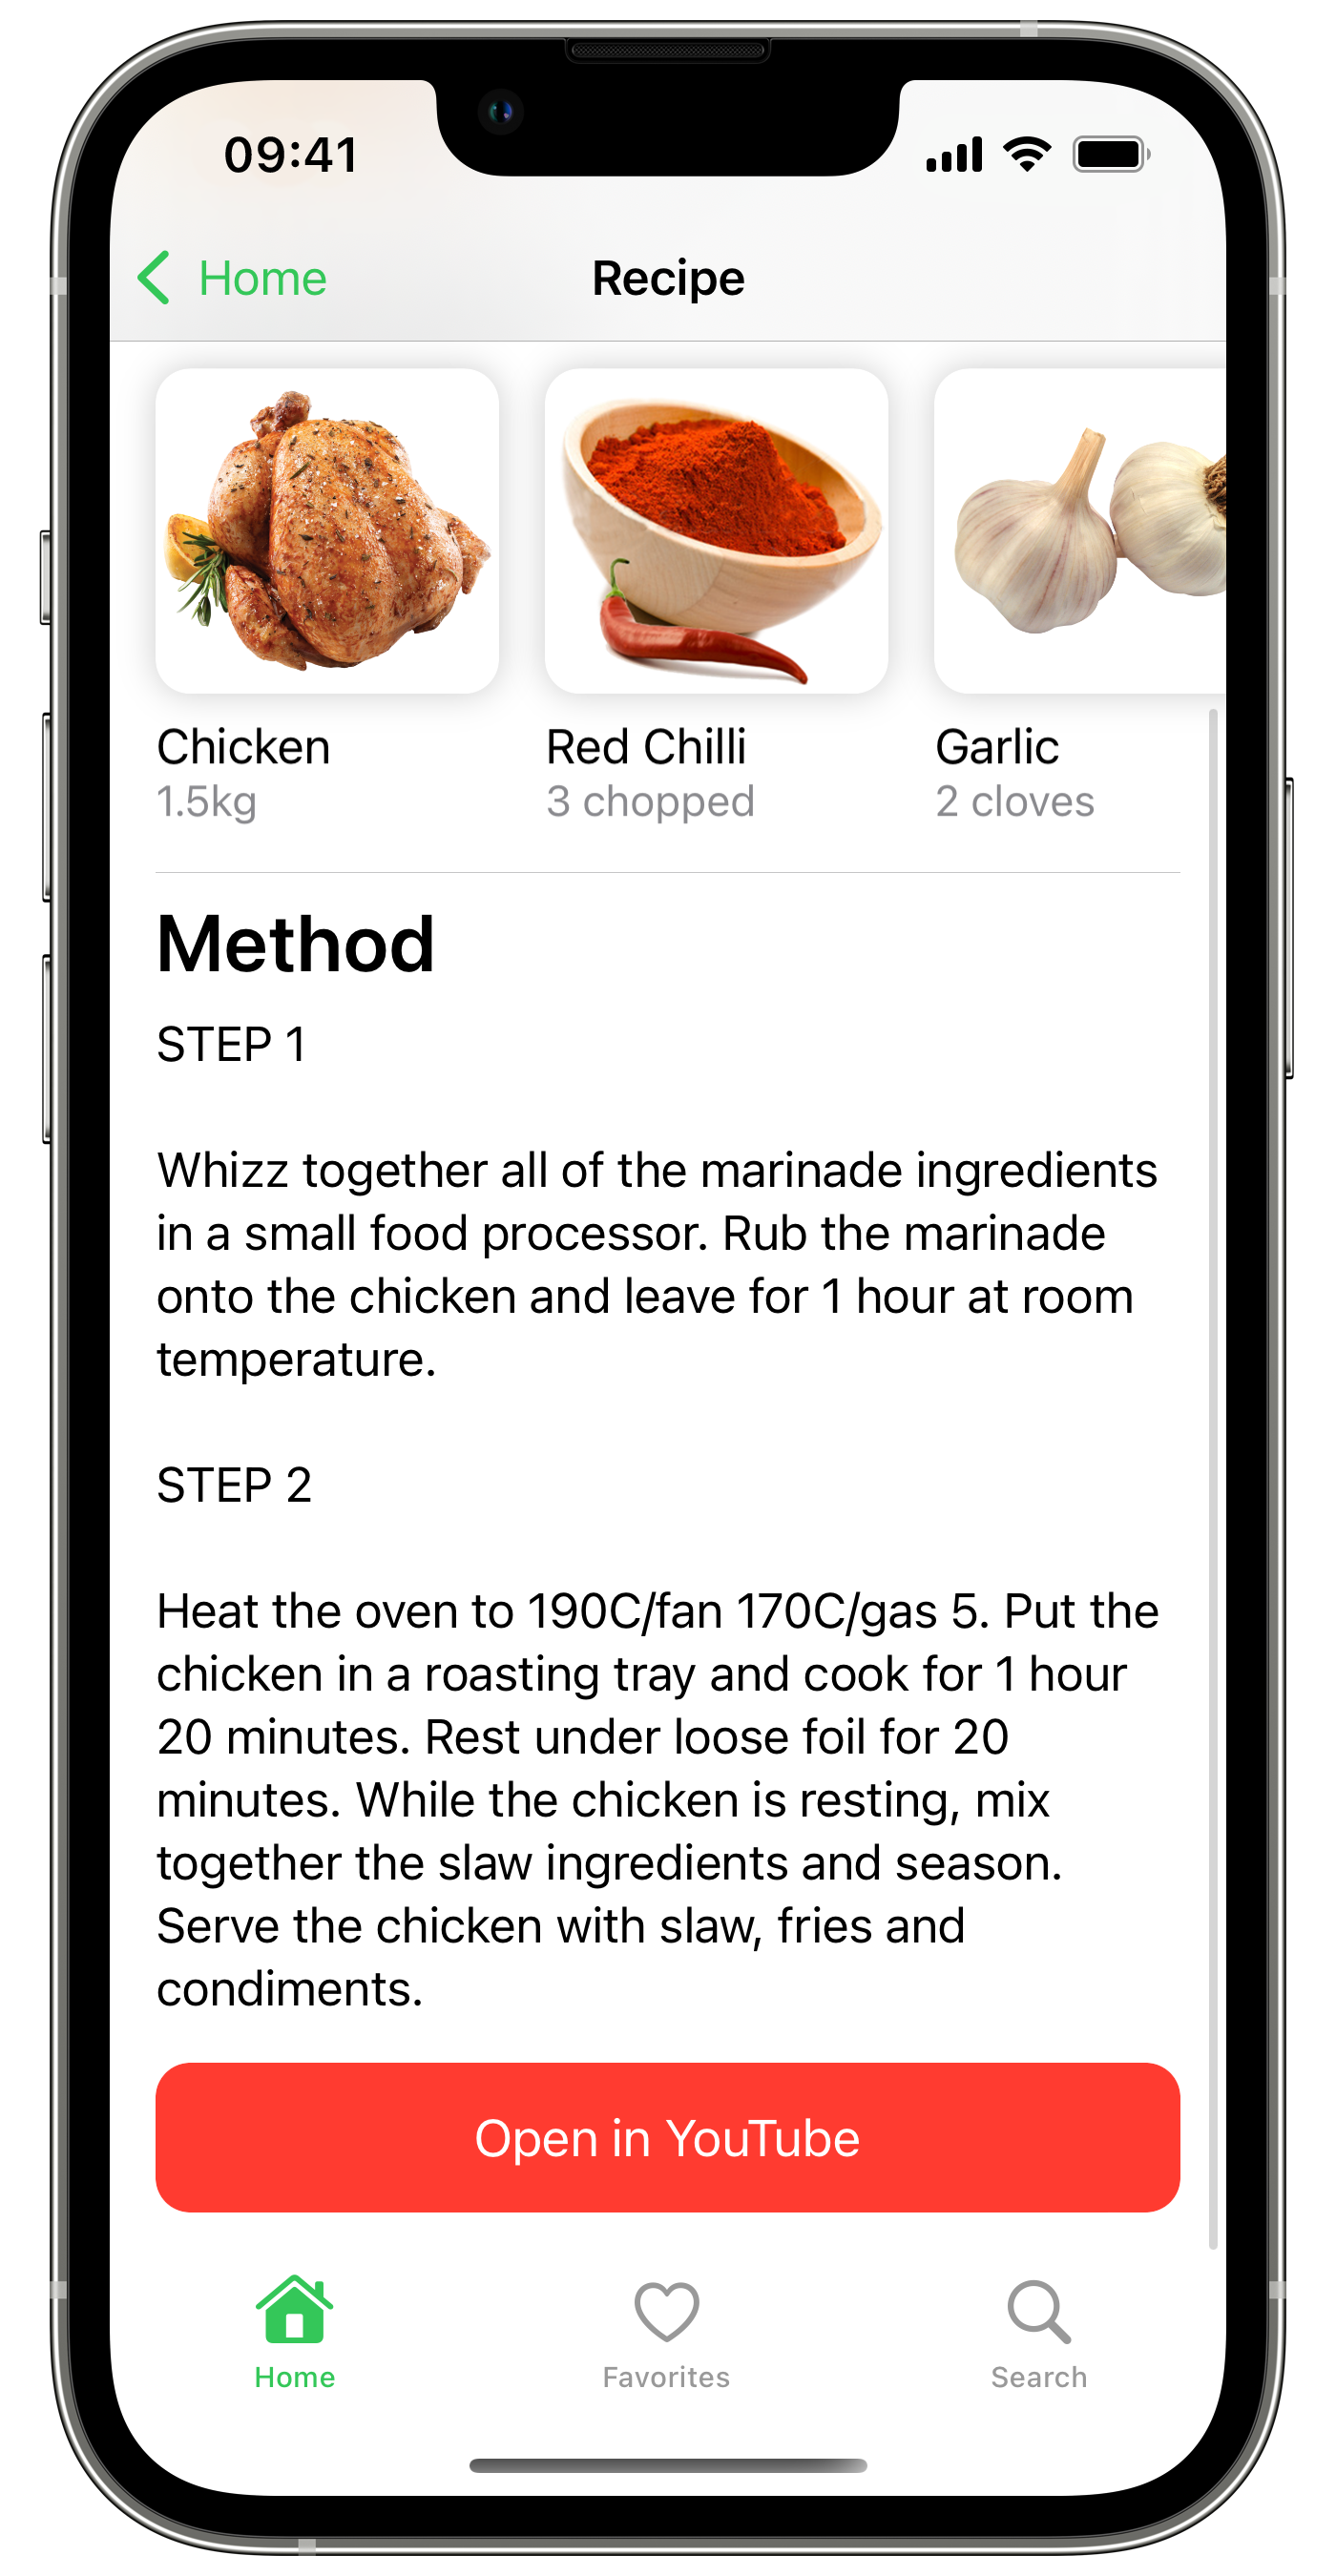 09:41
Home
Recipe
Chicken
1.5kg
Red Chilli
3 chopped
Garlic
2 cloves
Method
STEP 1
Whizz together all of the marinade ingredients
in a small food processor. Rub the marinade
onto the chicken and leave for 1 hour at room
temperature.
STEP 2
Heat the oven to 190C/fan 170C/gas 5. Put the
chicken in a roasting tray and cook for 1 hour
20 minutes. Rest under loose foil for 20
minutes. While the chicken is resting, mix
together the slaw ingredients and season.
Serve the chicken with slaw, fries and
condiments.
Open in YouTube
Home
Favorites
Search